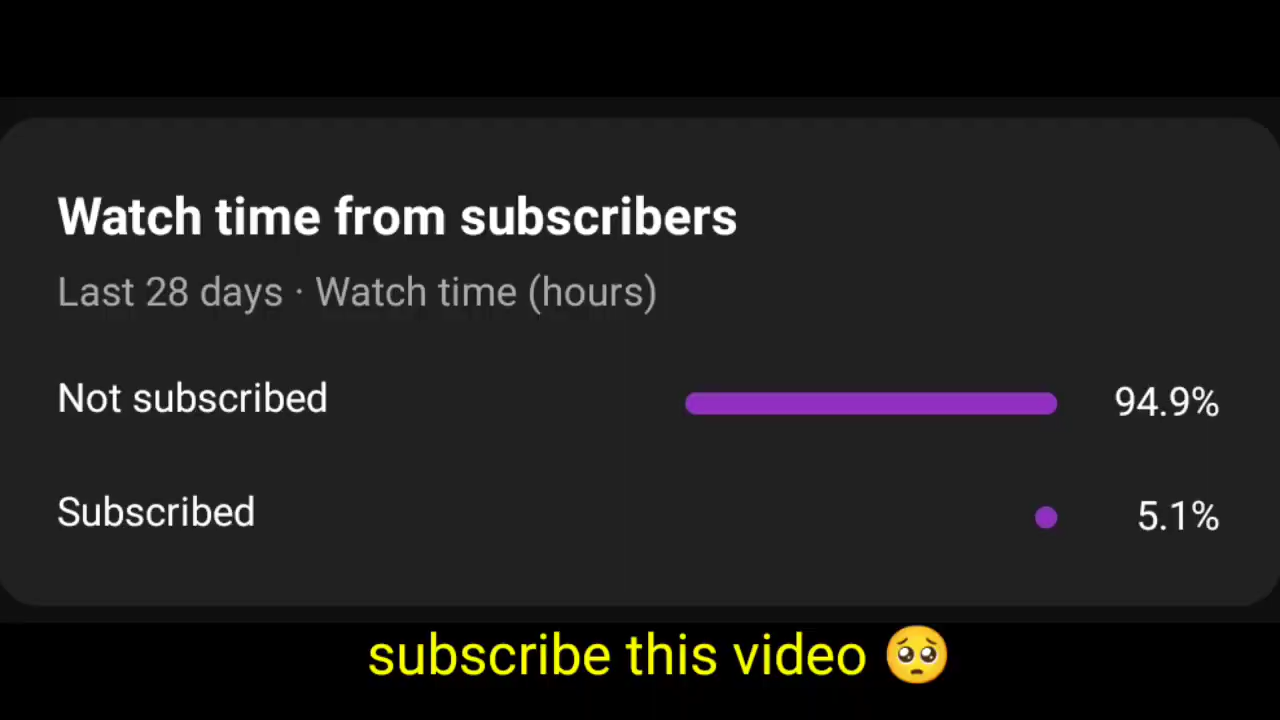 Watch time from subscribers
Last 28 days · Watch time (hours)
Not subscribed 94.9%
Subscribed 5.1%
subscribe this video 🥺